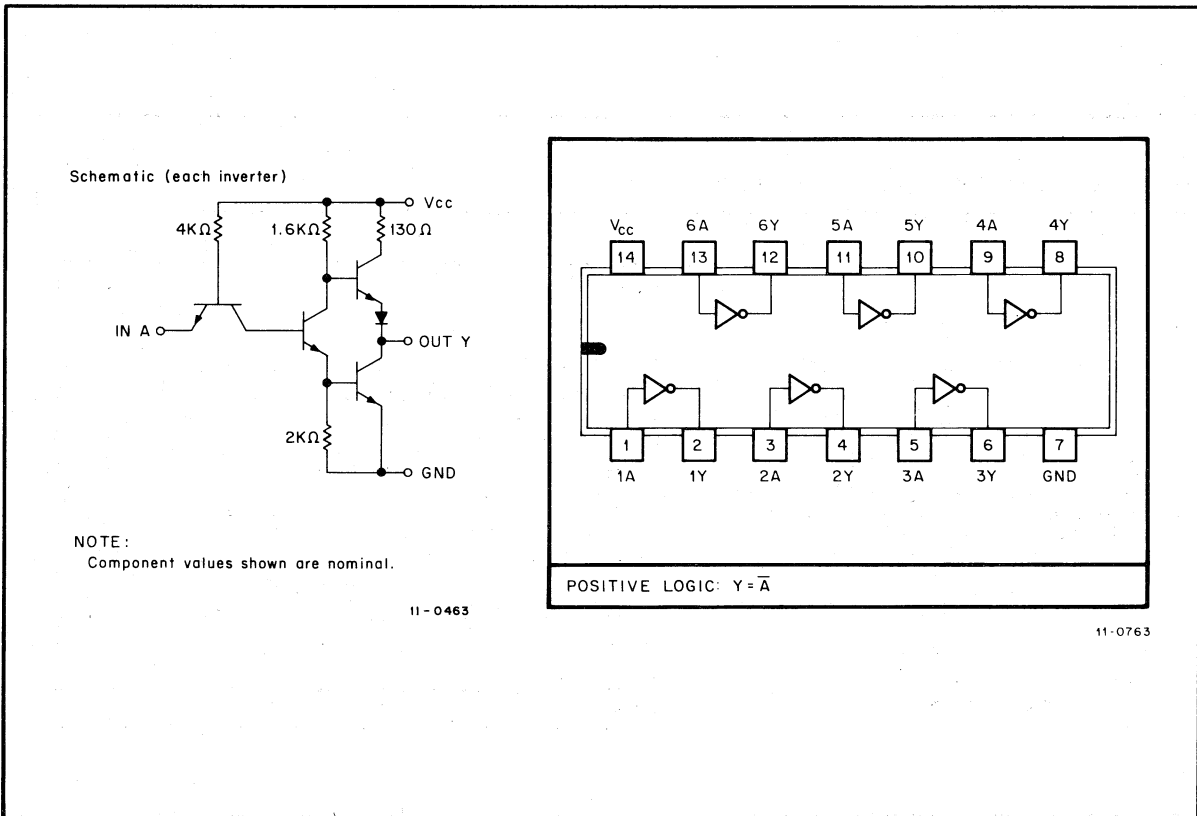 Schematic (each inverter)
Vcc
4KΩ 1.6KΩ 130Ω
IN A
OUT Y
2KΩ
GND
NOTE:
Component values shown are nominal.
11-0463
VCC 6A 6Y 5A 5Y 4A 4Y
14 13 12 11 10 9 8
1 2 3 4 5 6 7
1A 1Y 2A 2Y 3A 3Y GND
POSITIVE LOGIC: Y = A̅
11-0763